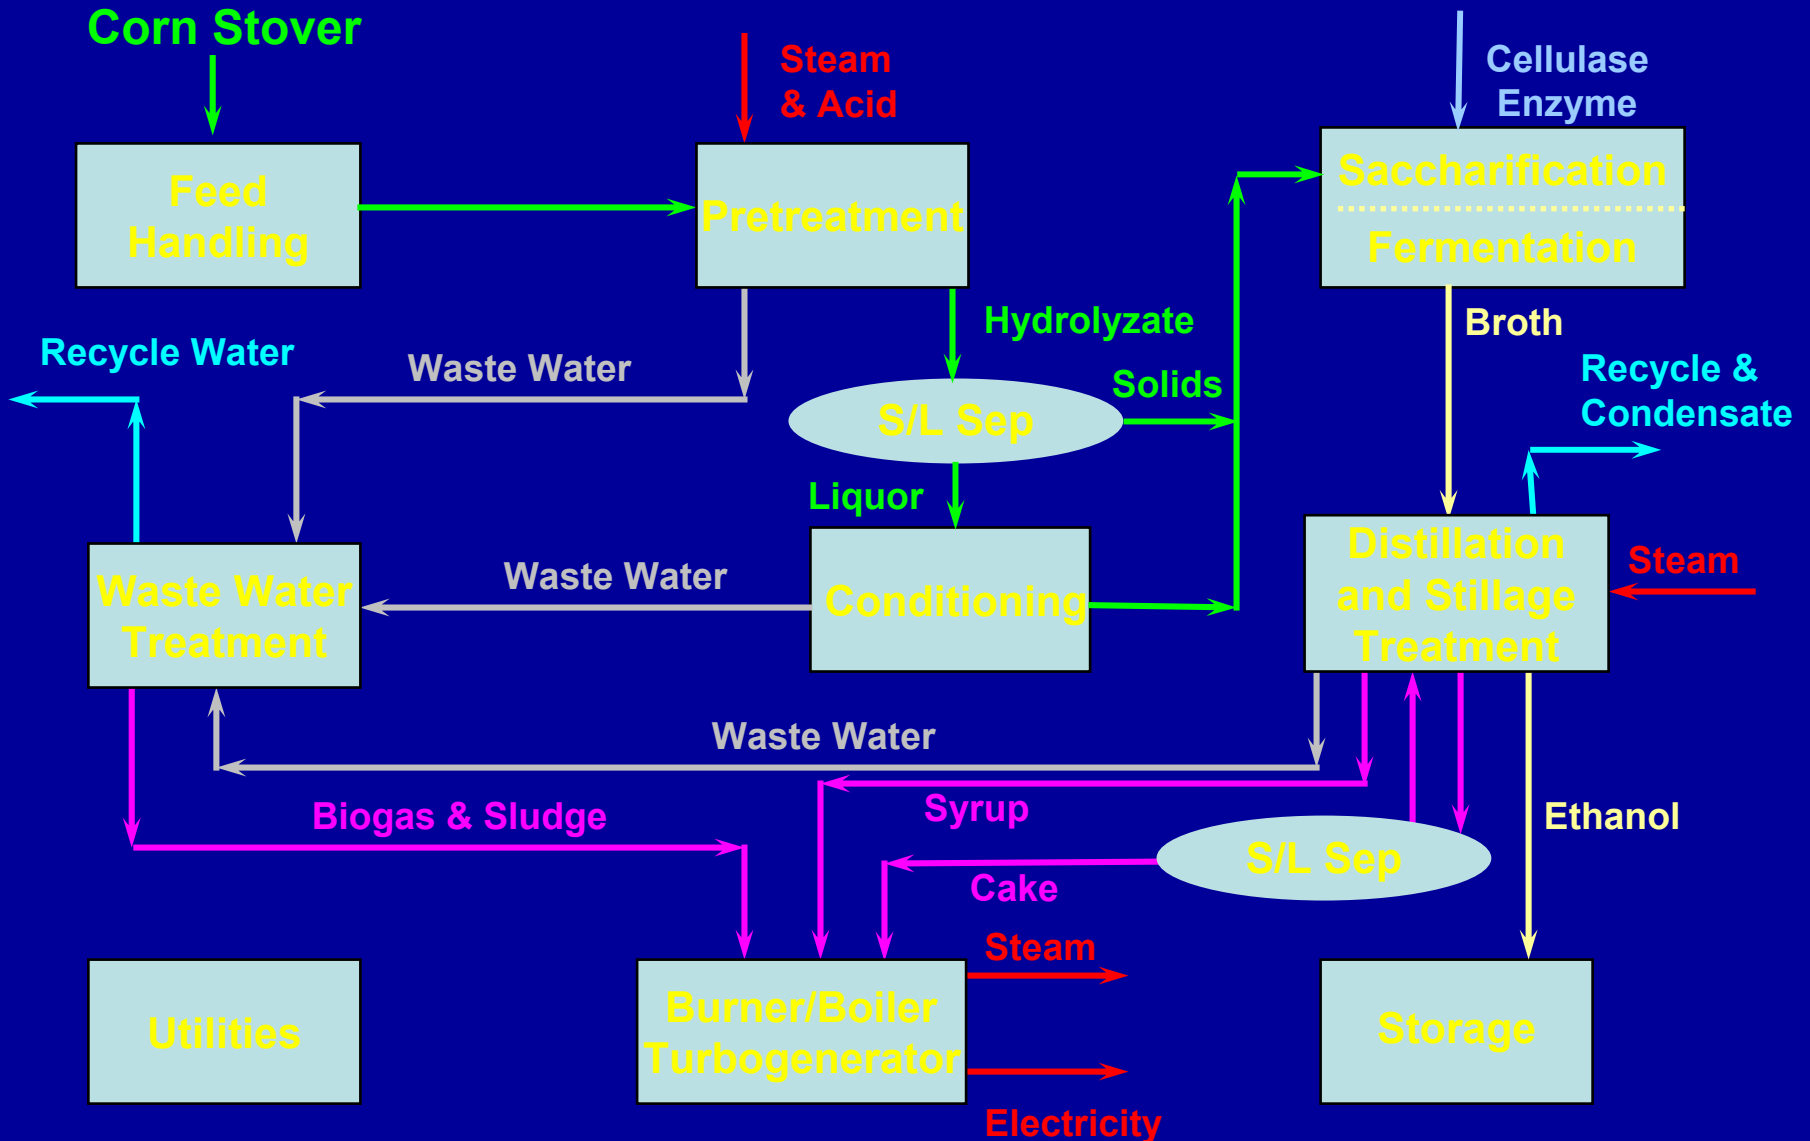 Corn Stover
Steam
& Acid
Cellulase
Enzyme
Feed
Handling
Pretreatment
Saccharification
Fermentation
Hydrolyzate
Broth
Recycle Water
Waste Water
Solids
Recycle &
Condensate
S/L Sep
Liquor
Waste Water
Treatment
Waste Water
Conditioning
Distillation
and Stillage
Treatment
Steam
Waste Water
Biogas & Sludge
Syrup
Ethanol
S/L Sep
Cake
Steam
Utilities
Burner/Boiler
Turbogenerator
Storage
Electricity